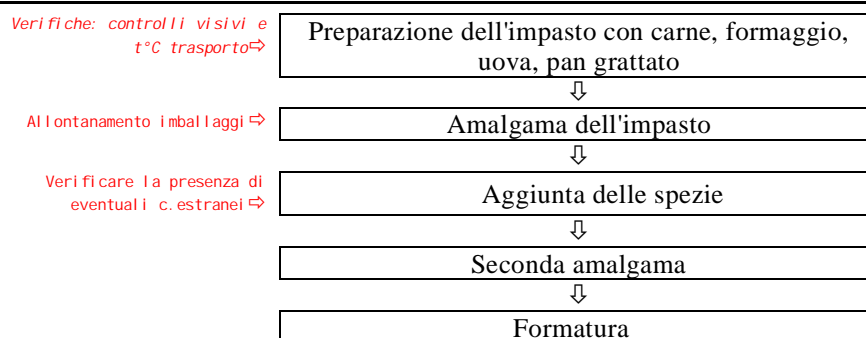 Verifiche: controlli visivi e
t°C trasporto⇨
Preparazione dell'impasto con carne, formaggio,
uova, pan grattato
⇩
Allontanamento imballaggi⇨
Amalgama dell'impasto
⇩
Verificare la presenza di
eventuali c.estranei⇨
Aggiunta delle spezie
⇩
Seconda amalgama
⇩
Formatura